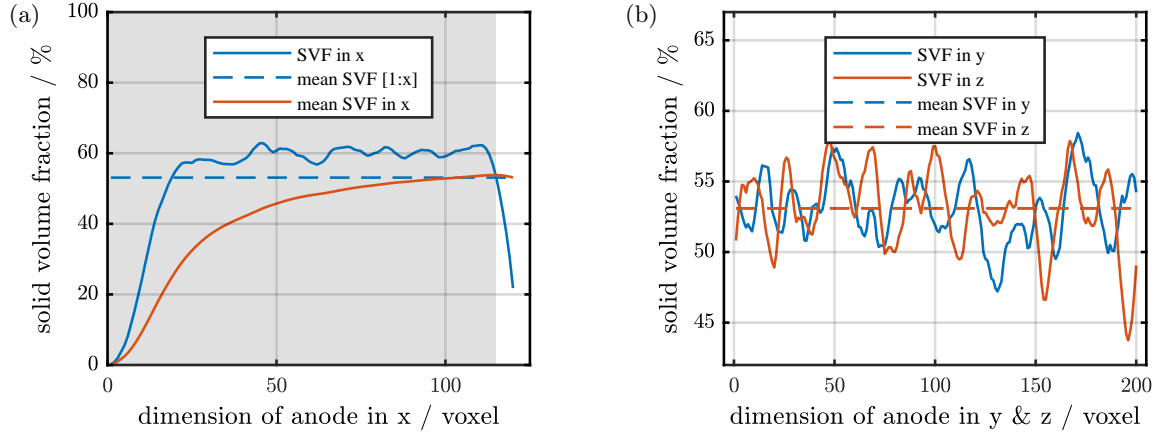 (a)
solid volume fraction / %
100
80
60
40
20
0
SVF in x
mean SVF [1:x]
mean SVF in x
0
50
100
dimension of anode in x / voxel
(b)
solid volume fraction / %
65
60
55
50
45
SVF in y
SVF in z
mean SVF in y
mean SVF in z
0
50
100
150
200
dimension of anode in y & z / voxel